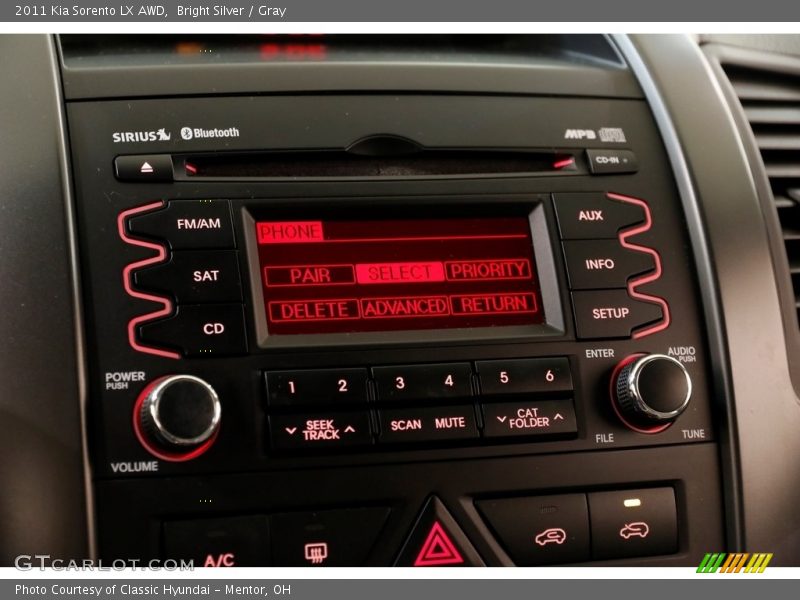 2011 Kia Sorento LX AWD, Bright Silver / Gray
SIRIUS Bluetooth
MP3
CD-IN
FM/AM
SAT
CD
PHONE
PAIR SELECT PRIORITY
DELETE ADVANCED RETURN
AUX
INFO
SETUP
POWER
PUSH
VOLUME
1 2 3 4 5 6
SEEK
TRACK
SCAN MUTE
CAT
FOLDER
ENTER
AUDIO
PUSH
FILE
TUNE
A/C
GTCARLOT.COM
Photo Courtesy of Classic Hyundai - Mentor, OH